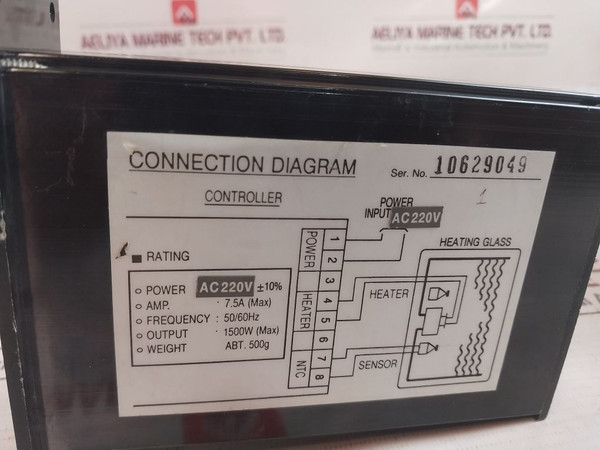 AELIYA MARINE TECH PVT. LTD.
AELIYA MARINE TECH PVT. LTD.
CONNECTION DIAGRAM
Ser. No. 10629049
1
CONTROLLER
POWER
INPUT AC220V
■ RATING
○ POWER AC220V ±10%
○ AMP. : 7.5A (Max)
○ FREQUENCY : 50/60Hz
○ OUTPUT : 1500W (Max)
○ WEIGHT ABT. 500g
POWER
HEATER
NTC
1
2
3
4
5
6
7
8
HEATING GLASS
HEATER
SENSOR